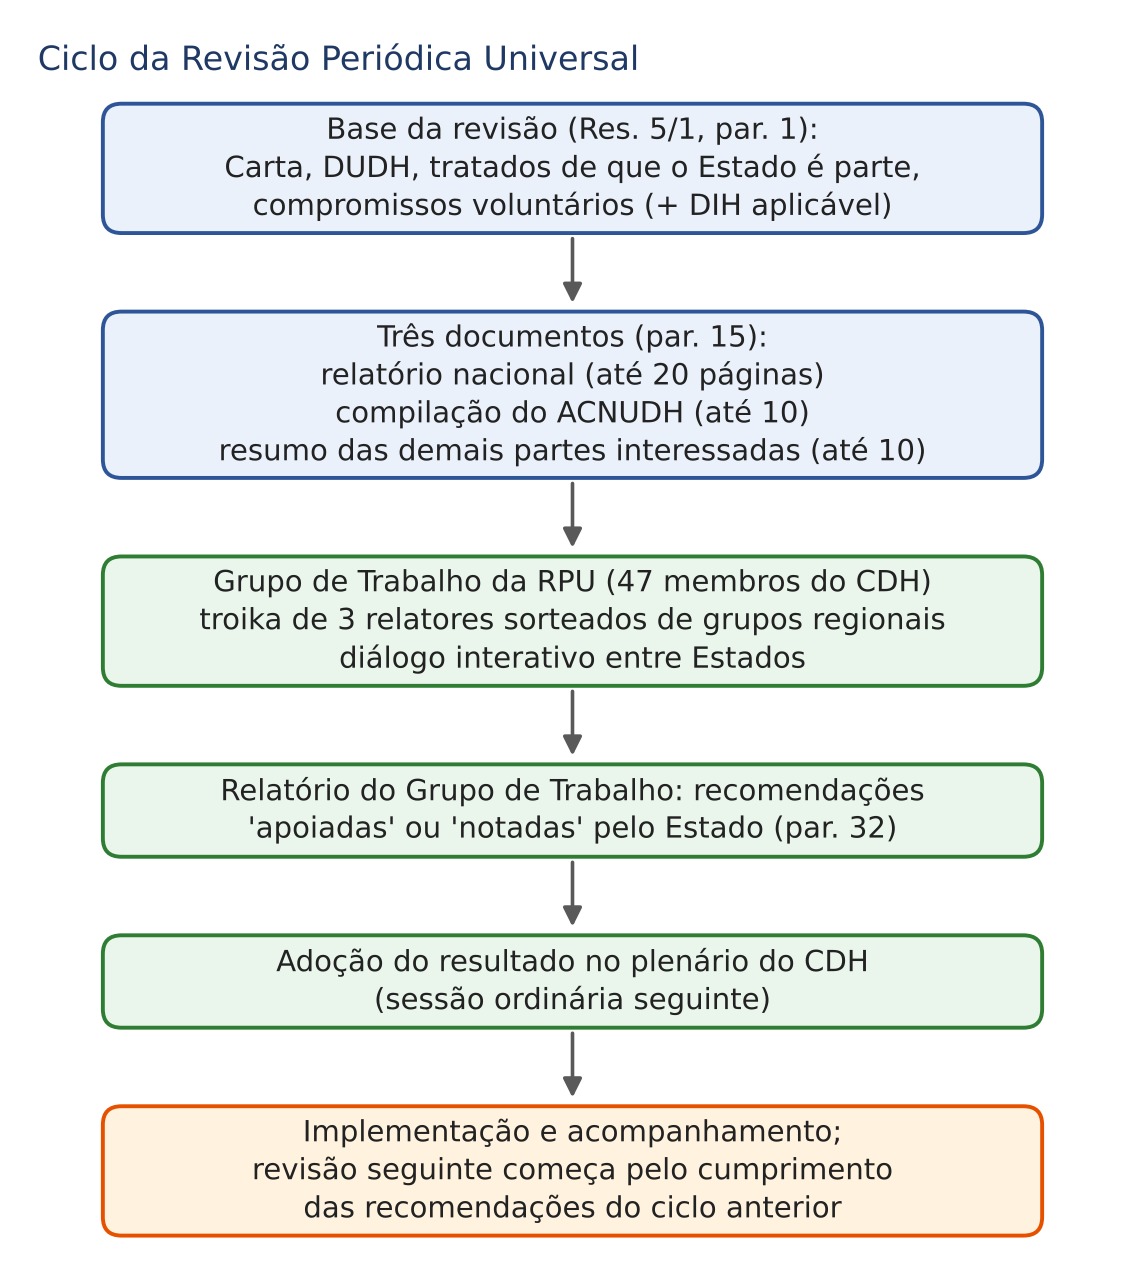 Ciclo da Revisão Periódica Universal
Base da revisão (Res. 5/1, par. 1):
Carta, DUDH, tratados de que o Estado é parte,
compromissos voluntários (+ DIH aplicável)
Três documentos (par. 15):
relatório nacional (até 20 páginas)
compilação do ACNUDH (até 10)
resumo das demais partes interessadas (até 10)
Grupo de Trabalho da RPU (47 membros do CDH)
troika de 3 relatores sorteados de grupos regionais
diálogo interativo entre Estados
Relatório do Grupo de Trabalho: recomendações
'apoiadas' ou 'notadas' pelo Estado (par. 32)
Adoção do resultado no plenário do CDH
(sessão ordinária seguinte)
Implementação e acompanhamento;
revisão seguinte começa pelo cumprimento
das recomendações do ciclo anterior